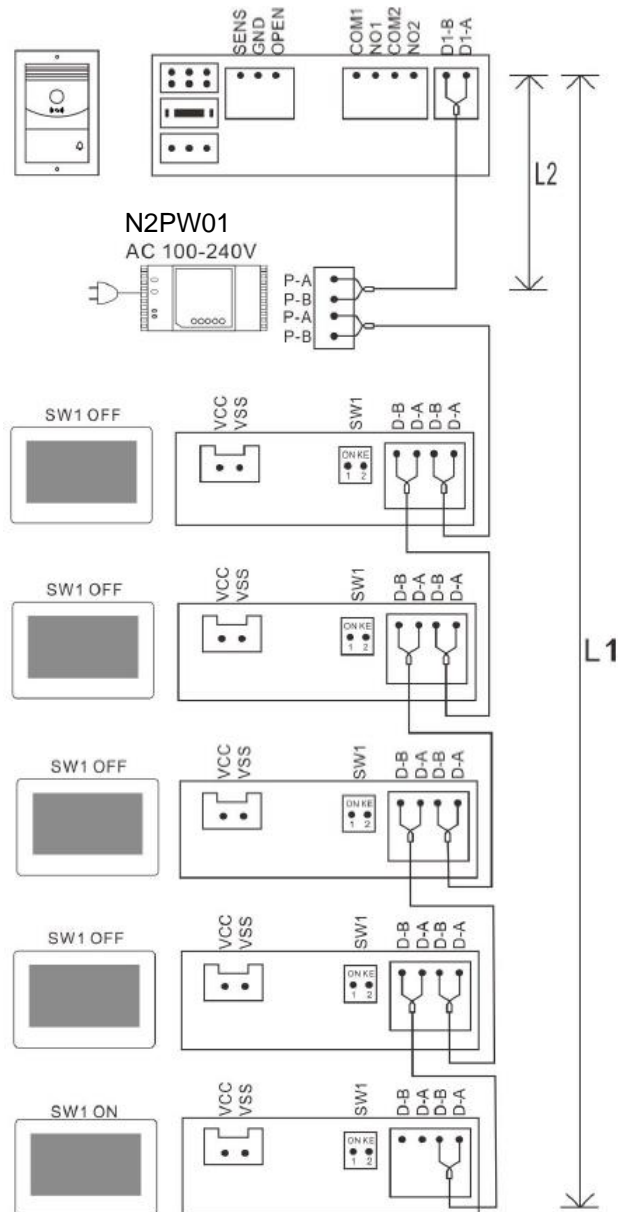 SENS
GND
OPEN
COM1
NO1
COM2
NO2
D1-B
D1-A
L2
N2PW01
AC 100-240V
P-A
P-B
P-A
P-B
L1
SW1 OFF
VCC
VSS
SW1
ON KE
1 2
D-B
D-A
D-B
D-A
SW1 OFF
VCC
VSS
SW1
ON KE
1 2
D-B
D-A
D-B
D-A
SW1 OFF
VCC
VSS
SW1
ON KE
1 2
D-B
D-A
D-B
D-A
SW1 OFF
VCC
VSS
SW1
ON KE
1 2
D-B
D-A
D-B
D-A
SW1 ON
VCC
VSS
SW1
ON KE
1 2
D-B
D-A
D-B
D-A